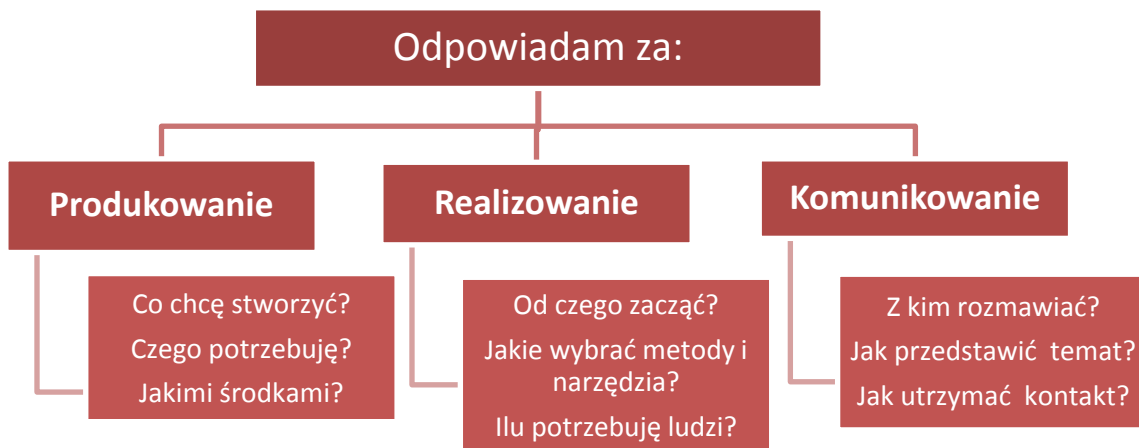 Odpowiadam za:
Produkowanie
Co chcę stworzyć?
Czego potrzebuję?
Jakimi środkami?
Realizowanie
Od czego zacząć?
Jakie wybrać metody i
narzędzia?
Ilu potrzebuję ludzi?
Komunikowanie
Z kim rozmawiać?
Jak przedstawić temat?
Jak utrzymać kontakt?